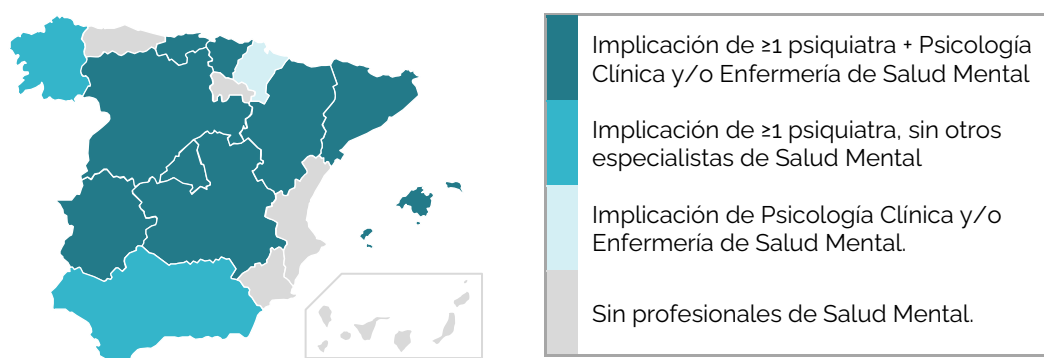 Implicación de ≥1 psiquiatra + Psicología
Clínica y/o Enfermería de Salud Mental
Implicación de ≥1 psiquiatra, sin otros
especialistas de Salud Mental
Implicación de Psicología Clínica y/o
Enfermería de Salud Mental.
Sin profesionales de Salud Mental.